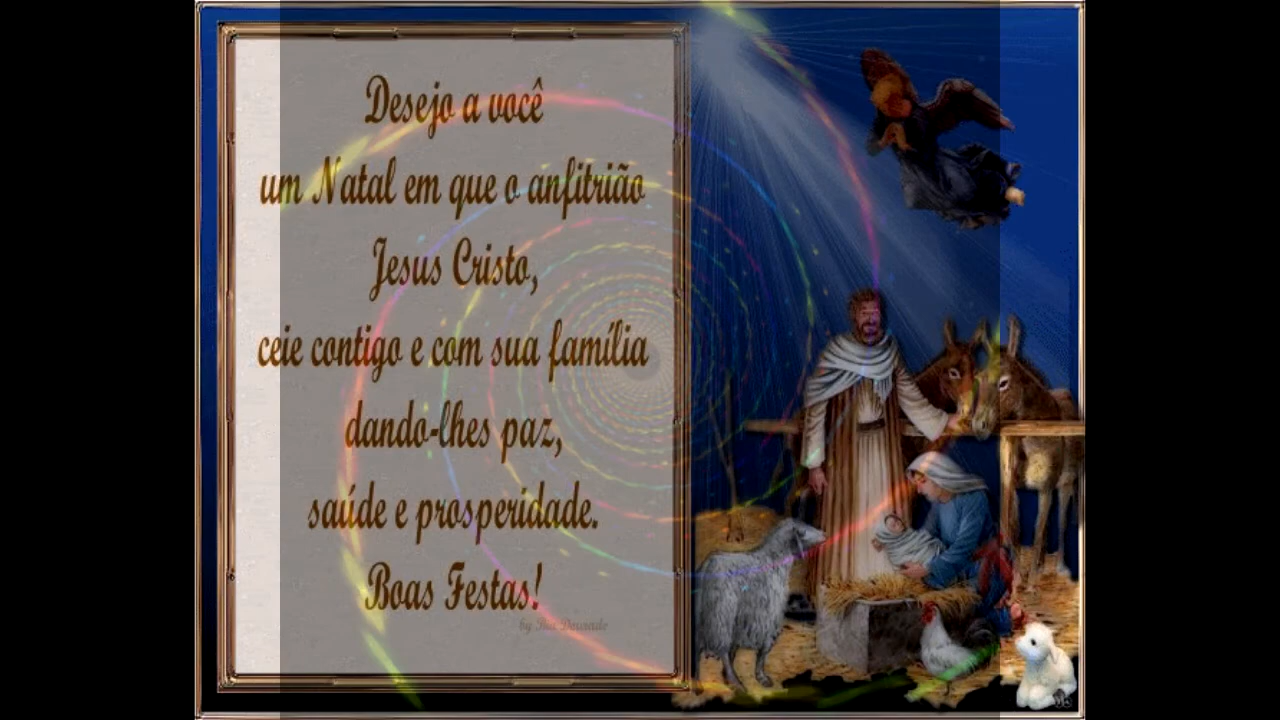 Desejo a você
um Natal em que o anfitrião
Jesus Cristo,
ceie contigo e com sua família
dando-lhes paz,
saúde e prosperidade.
Boas Festas!
by